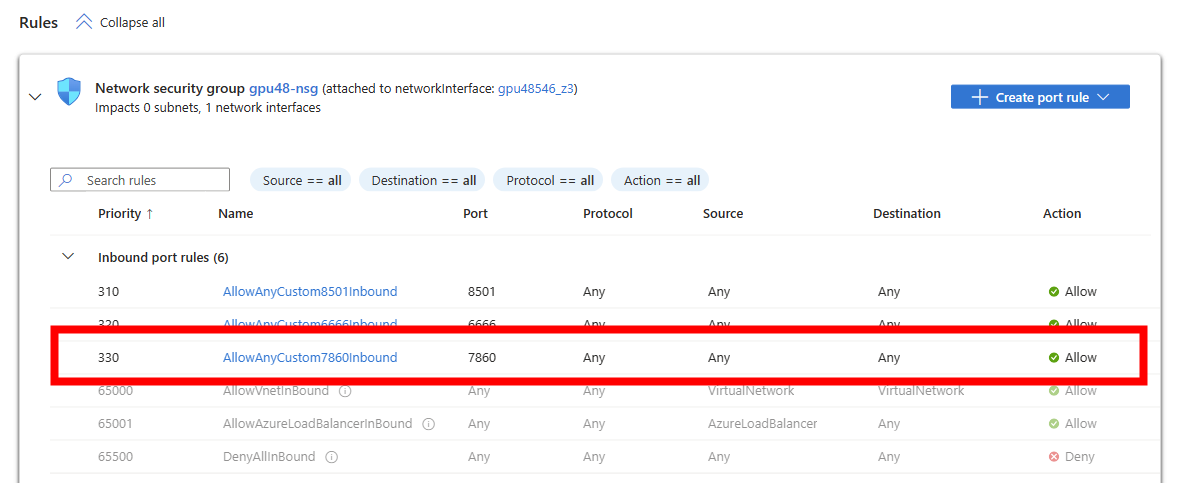 Rules Collapse all
Network security group gpu48-nsg (attached to networkInterface: gpu48546_z3)
Impacts 0 subnets, 1 network interfaces
Create port rule
Search rules
Source == all
Destination == all
Protocol == all
Action == all
Priority ↑ Name Port Protocol Source Destination Action
Inbound port rules (6)
310 AllowAnyCustom8501Inbound 8501 Any Any Any Allow
320 AllowAnyCustom6666Inbound 6666 Any Any Any Allow
330 AllowAnyCustom7860Inbound 7860 Any Any Any Allow
65000 AllowVnetInBound Any Any VirtualNetwork VirtualNetwork Allow
65001 AllowAzureLoadBalancerInBound Any Any AzureLoadBalancer Any Allow
65500 DenyAllInBound Any Any Any Any Deny